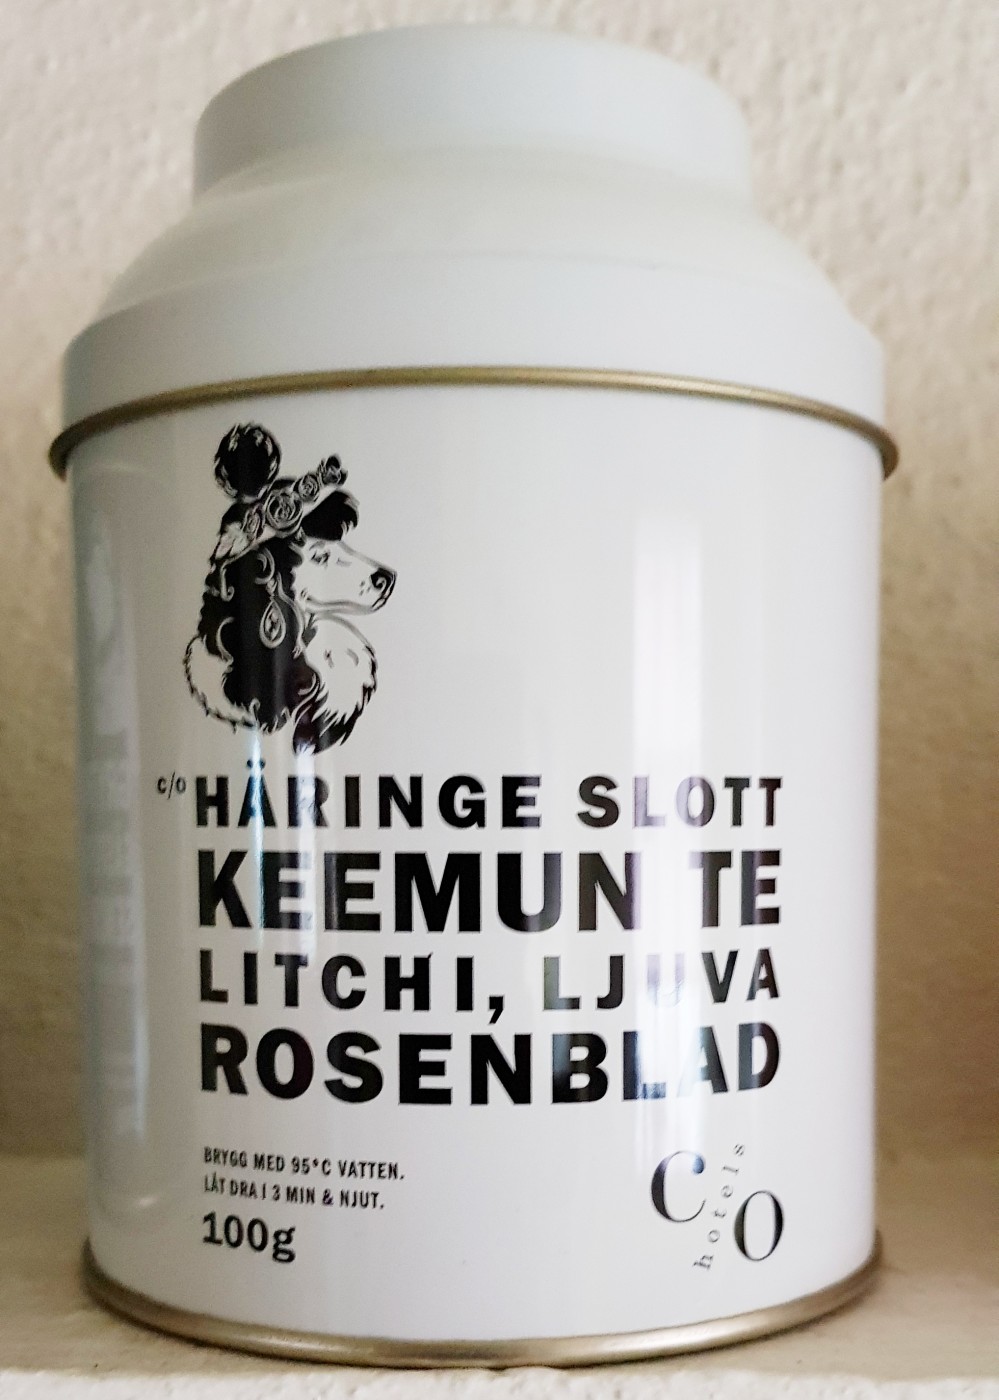 c/o HÄRINGE SLOTT
KEEMUN TE
LITCHI, LJUVA
ROSENBLAD
BRYGG MED 95°C VATTEN.
LÅT DRA I 3 MIN & NJUT.
100g
C hotels O